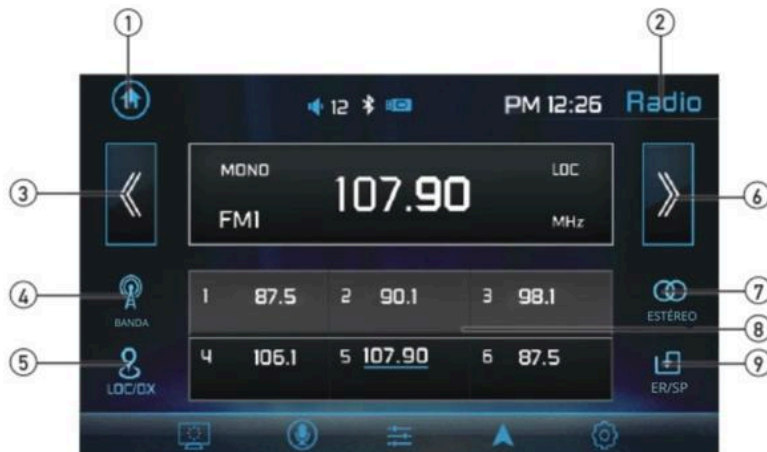 1 2
12 PM 12:26 Radio
3 MONO LOC 6
107.90
FM1 MHz
4 BANDA 1 87.5 2 90.1 3 98.1 ESTÉREO 7
8
5 LOC/DX 4 106.1 5 107.90 6 87.5 ER/SP 9